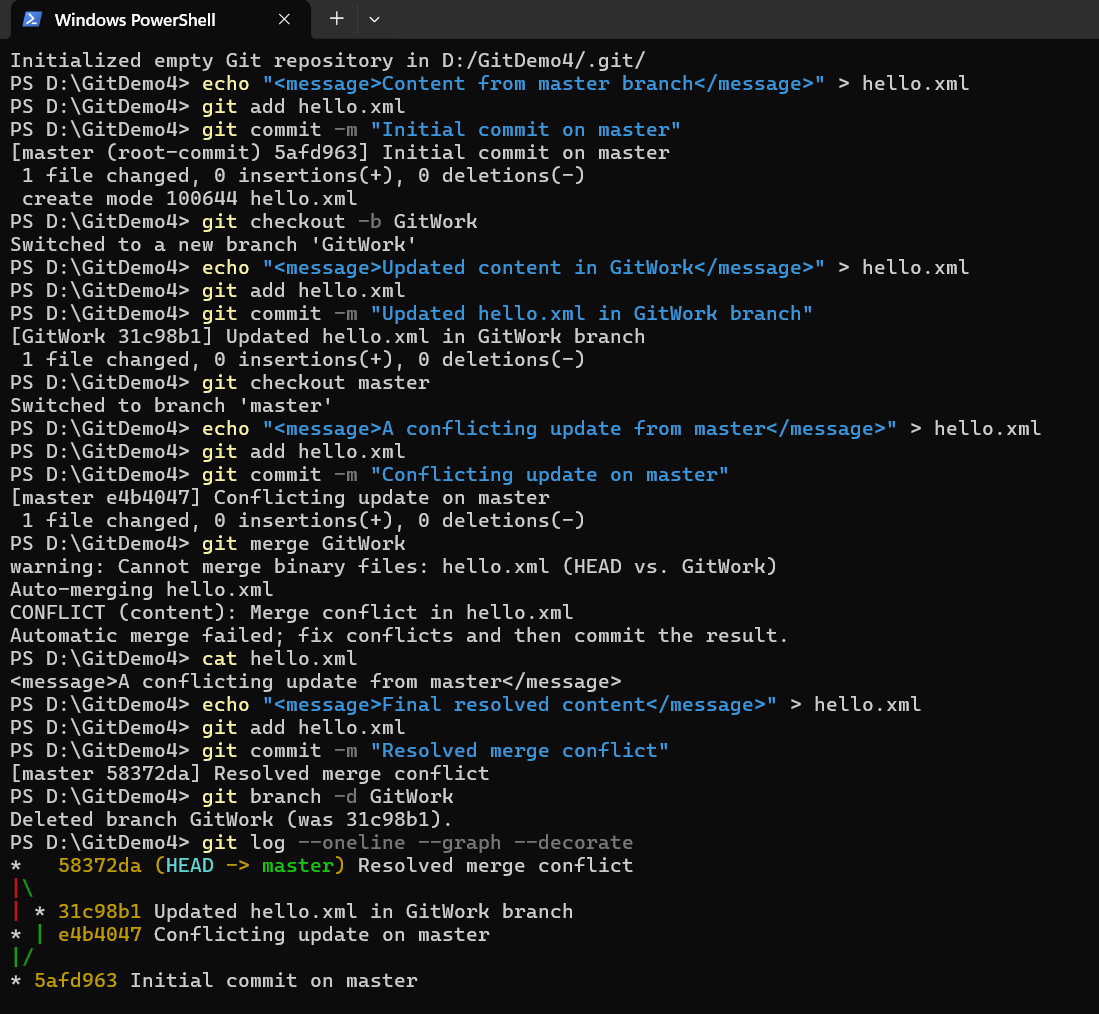 Windows PowerShell
Initialized empty Git repository in D:/GitDemo4/.git/
PS D:\GitDemo4> echo "<message>Content from master branch</message>" > hello.xml
PS D:\GitDemo4> git add hello.xml
PS D:\GitDemo4> git commit -m "Initial commit on master"
[master (root-commit) 5afd963] Initial commit on master
 1 file changed, 0 insertions(+), 0 deletions(-)
 create mode 100644 hello.xml
PS D:\GitDemo4> git checkout -b GitWork
Switched to a new branch 'GitWork'
PS D:\GitDemo4> echo "<message>Updated content in GitWork</message>" > hello.xml
PS D:\GitDemo4> git add hello.xml
PS D:\GitDemo4> git commit -m "Updated hello.xml in GitWork branch"
[GitWork 31c98b1] Updated hello.xml in GitWork branch
 1 file changed, 0 insertions(+), 0 deletions(-)
PS D:\GitDemo4> git checkout master
Switched to branch 'master'
PS D:\GitDemo4> echo "<message>A conflicting update from master</message>" > hello.xml
PS D:\GitDemo4> git add hello.xml
PS D:\GitDemo4> git commit -m "Conflicting update on master"
[master e4b4047] Conflicting update on master
 1 file changed, 0 insertions(+), 0 deletions(-)
PS D:\GitDemo4> git merge GitWork
warning: Cannot merge binary files: hello.xml (HEAD vs. GitWork)
Auto-merging hello.xml
CONFLICT (content): Merge conflict in hello.xml
Automatic merge failed; fix conflicts and then commit the result.
PS D:\GitDemo4> cat hello.xml
<message>A conflicting update from master</message>
PS D:\GitDemo4> echo "<message>Final resolved content</message>" > hello.xml
PS D:\GitDemo4> git add hello.xml
PS D:\GitDemo4> git commit -m "Resolved merge conflict"
[master 58372da] Resolved merge conflict
PS D:\GitDemo4> git branch -d GitWork
Deleted branch GitWork (was 31c98b1).
PS D:\GitDemo4> git log --oneline --graph --decorate
*   58372da (HEAD -> master) Resolved merge conflict
|\
| * 31c98b1 Updated hello.xml in GitWork branch
* | e4b4047 Conflicting update on master
|/
* 5afd963 Initial commit on master